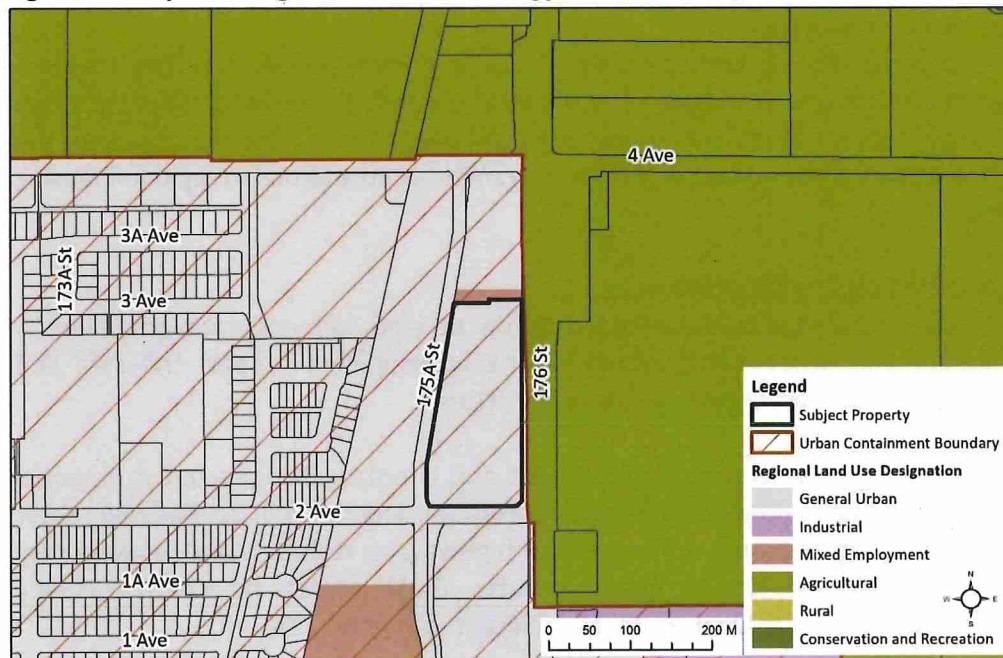 4 Ave
3A Ave
173A St
3 Ave
175A St
176 St
2 Ave
1A Ave
1 Ave
Legend
Subject Property
Urban Containment Boundary
Regional Land Use Designation
General Urban
Industrial
Mixed Employment
Agricultural
Rural
Conservation and Recreation
N
W E
S
0 50 100 200 M